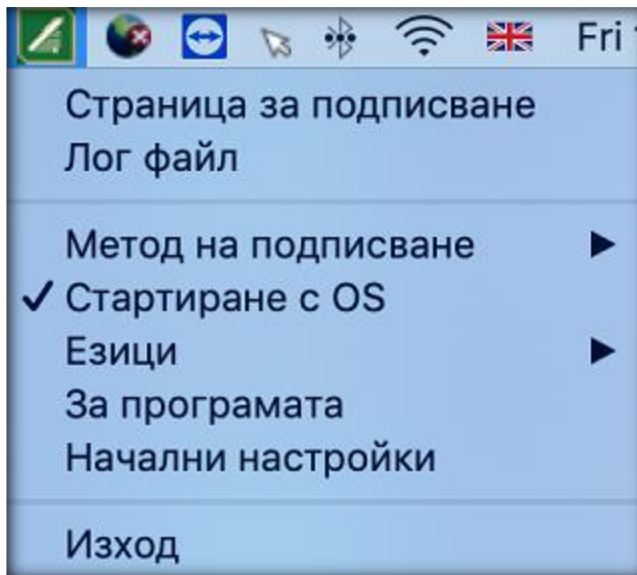 Fri
Страница за подписване
Лог файл
Метод на подписване
Стартиране с OS
Езици
За програмата
Начални настройки
Изход